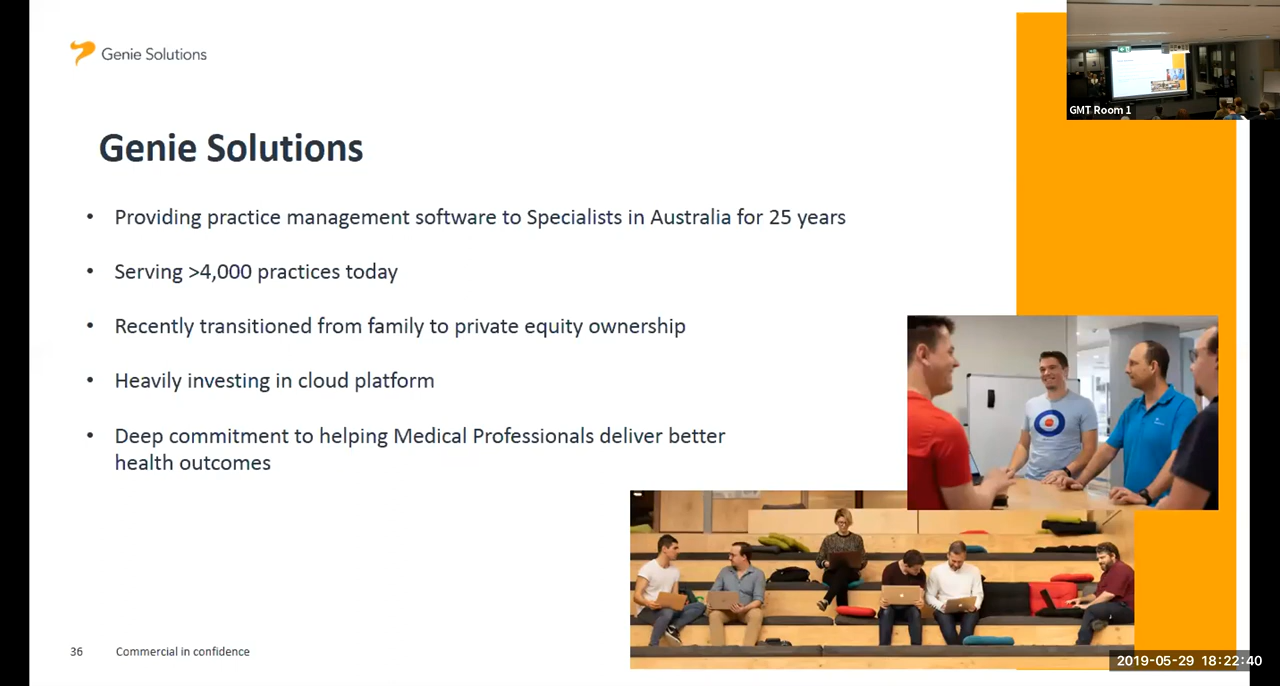 Genie Solutions
GMT Room 1
Genie Solutions
• Providing practice management software to Specialists in Australia for 25 years
• Serving >4,000 practices today
• Recently transitioned from family to private equity ownership
• Heavily investing in cloud platform
• Deep commitment to helping Medical Professionals deliver better
health outcomes
36 Commercial in confidence
2019-05-29 18:22:40